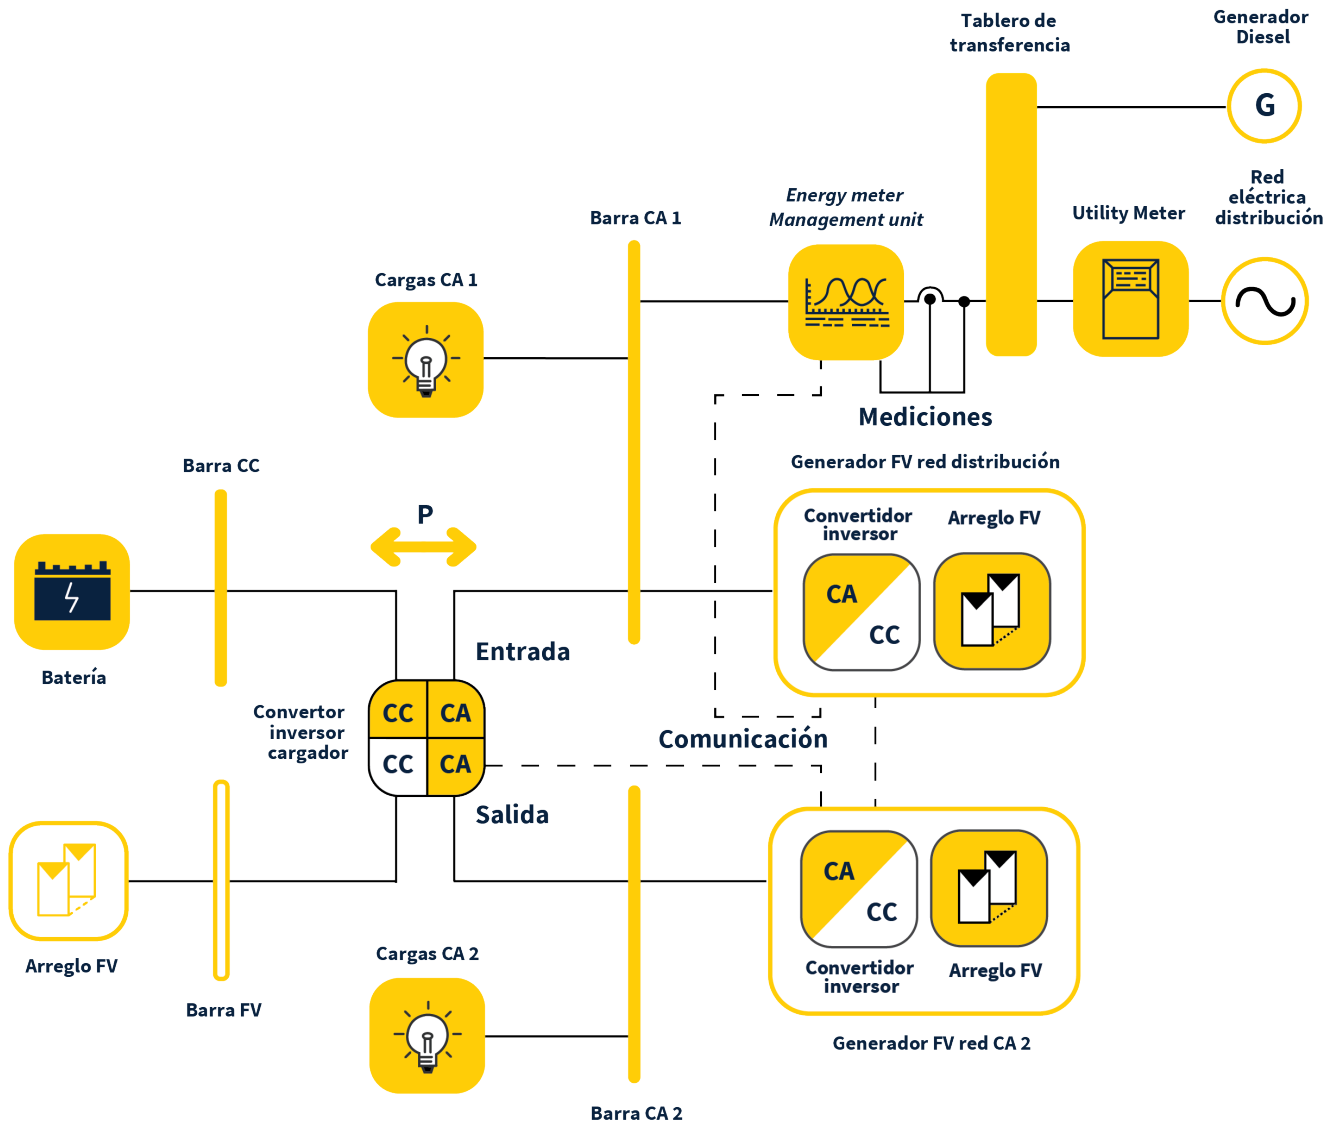 Tablero de
transferencia
Generador
Diesel
G
Red
eléctrica
distribución
Utility Meter
Energy meter
Management unit
Barra CA 1
Cargas CA 1
Mediciones
Generador FV red distribución
Barra CC
P
Convertidor
inversor
Arreglo FV
CA
CC
Batería
Entrada
Convertor
inversor
cargador
CC
CA
CC
CA
Comunicación
Salida
CA
CC
Convertidor
inversor
Arreglo FV
Arreglo FV
Cargas CA 2
Barra FV
Generador FV red CA 2
Barra CA 2